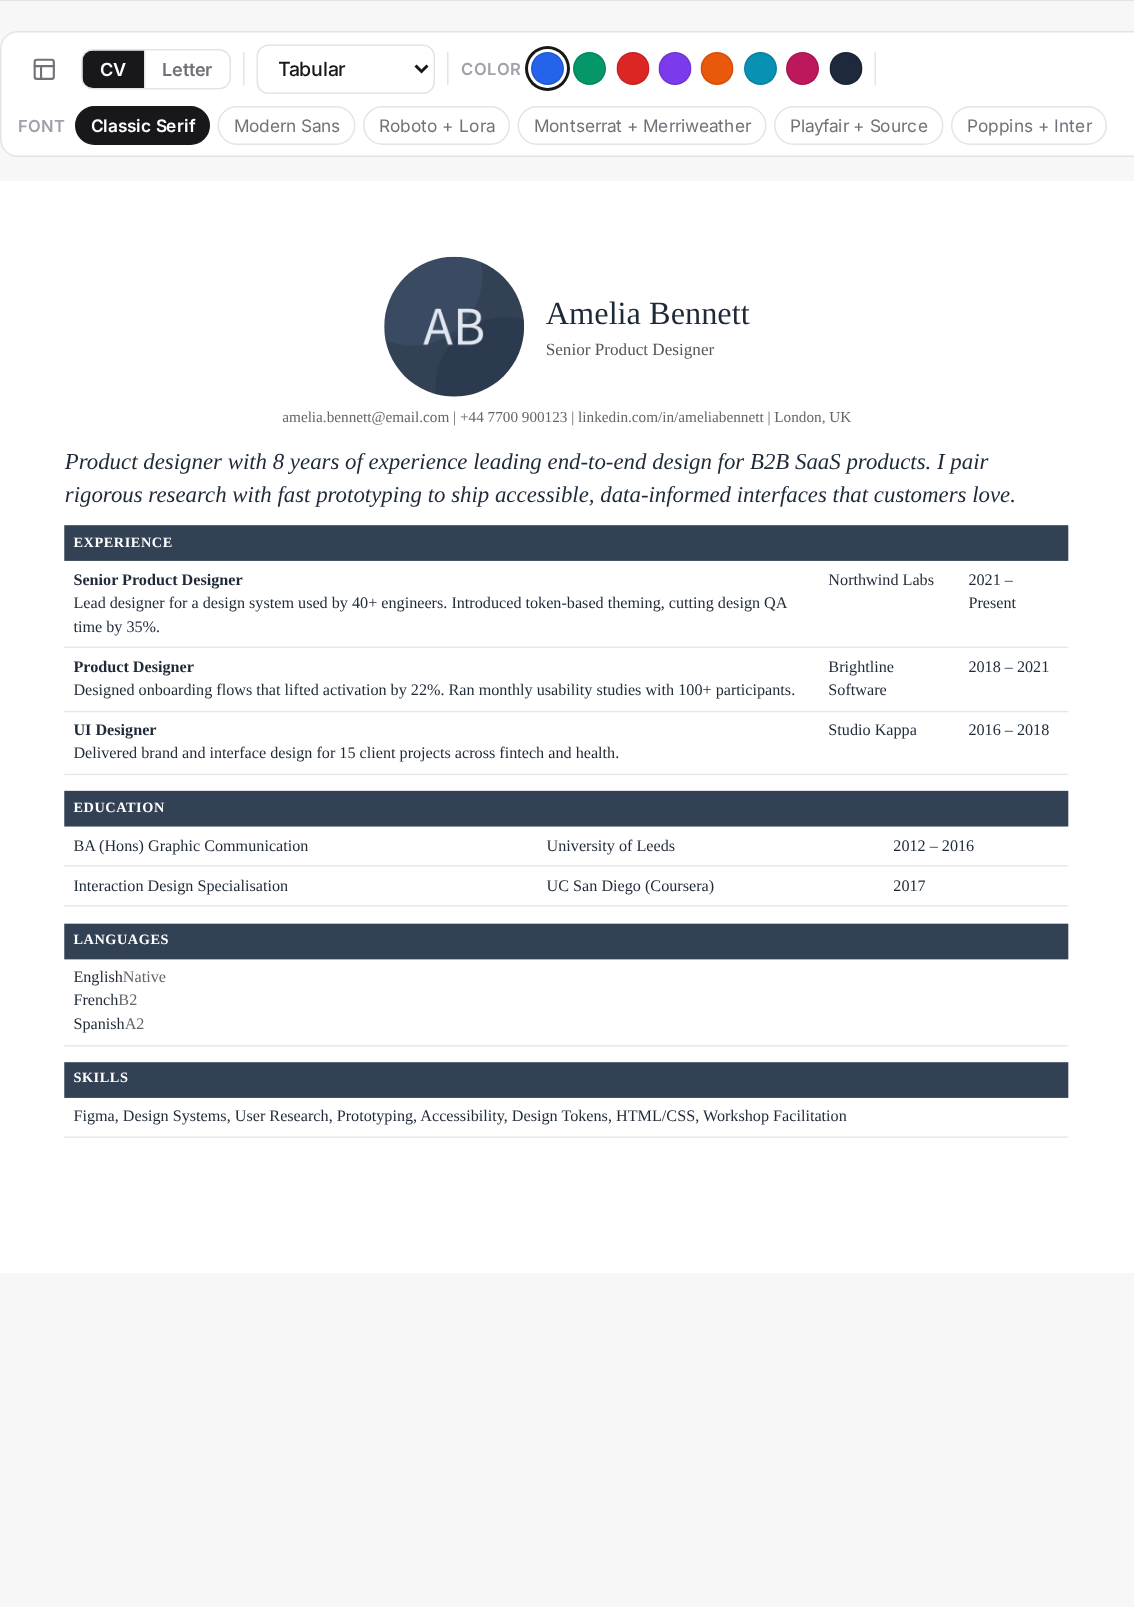 CV Letter Tabular COLOR
FONT Classic Serif Modern Sans Roboto + Lora Montserrat + Merriweather Playfair + Source Poppins + Inter
AB
Amelia Bennett
Senior Product Designer
amelia.bennett@email.com | +44 7700 900123 | linkedin.com/in/ameliabennett | London, UK
Product designer with 8 years of experience leading end-to-end design for B2B SaaS products. I pair
rigorous research with fast prototyping to ship accessible, data-informed interfaces that customers love.
EXPERIENCE
Senior Product Designer Northwind Labs 2021 –
Lead designer for a design system used by 40+ engineers. Introduced token-based theming, cutting design QA Present
time by 35%.
Product Designer Brightline 2018 – 2021
Designed onboarding flows that lifted activation by 22%. Ran monthly usability studies with 100+ participants. Software
UI Designer Studio Kappa 2016 – 2018
Delivered brand and interface design for 15 client projects across fintech and health.
EDUCATION
BA (Hons) Graphic Communication University of Leeds 2012 – 2016
Interaction Design Specialisation UC San Diego (Coursera) 2017
LANGUAGES
EnglishNative
FrenchB2
SpanishA2
SKILLS
Figma, Design Systems, User Research, Prototyping, Accessibility, Design Tokens, HTML/CSS, Workshop Facilitation